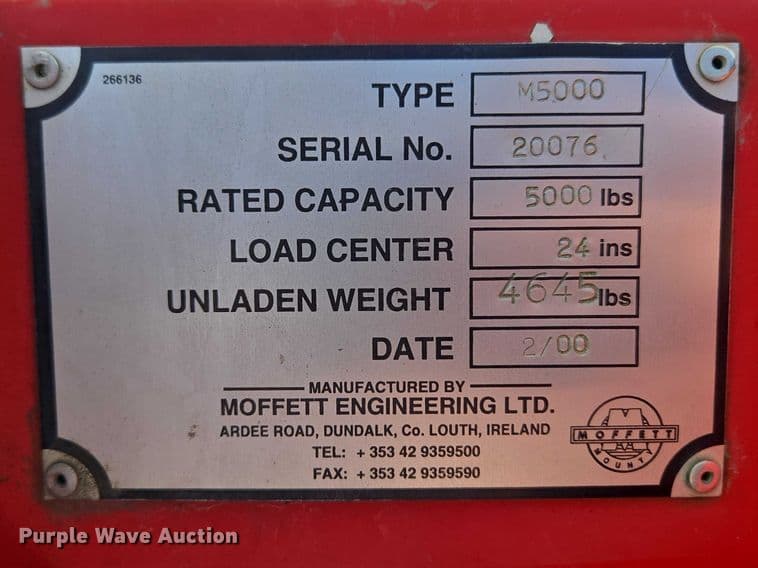 266136
TYPE M5000
SERIAL No. 20076
RATED CAPACITY 5000 lbs
LOAD CENTER 24 ins
UNLADEN WEIGHT 4645 lbs
DATE 2/00
MANUFACTURED BY
MOFFETT ENGINEERING LTD.
ARDEE ROAD, DUNDALK, Co. LOUTH, IRELAND
TEL: + 353 42 9359500
FAX: + 353 42 9359590
MOFFETT
MOUNTY
Purple Wave Auction